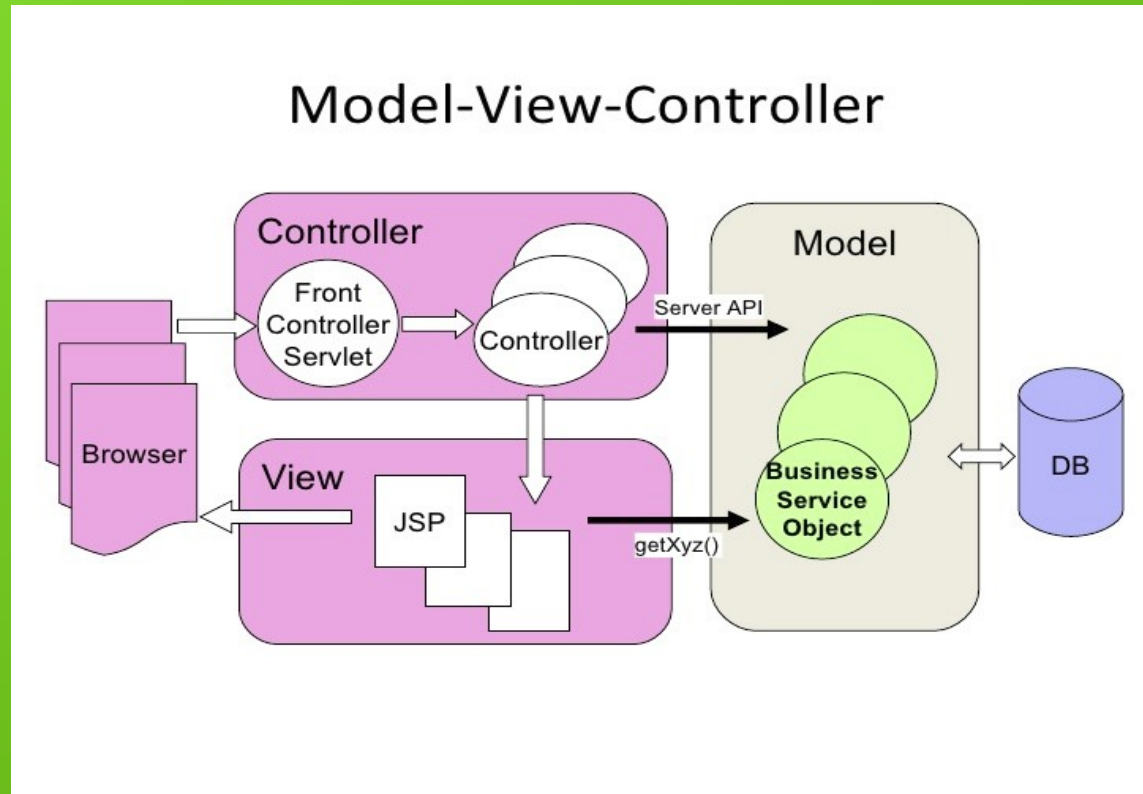 Model-View-Controller
Controller
Front
Controller
Servlet
Controller
Server API
Model
Browser
View
JSP
getXyz()
Business
Service
Object
DB